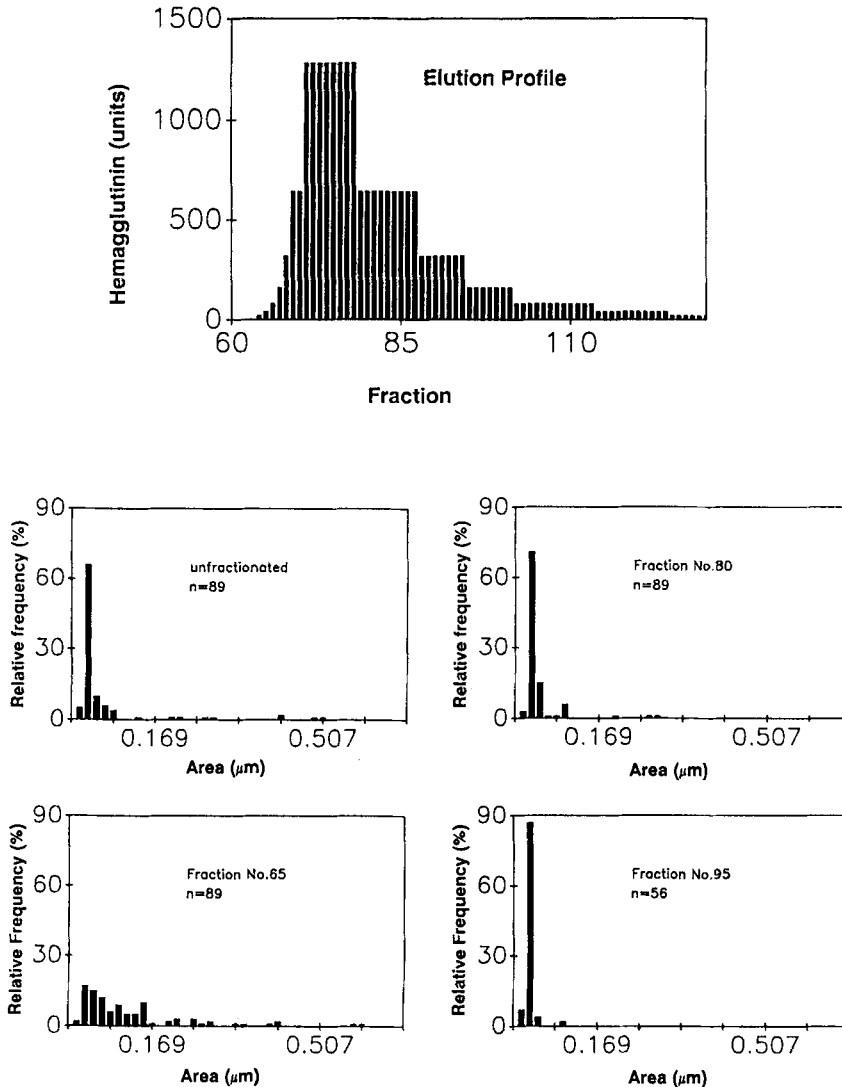 Elution Profile
Hemagglutinin (units)
1500
1000
500
0
60 85 110
Fraction
unfractionated
n=89
Relative frequency (%)
90
60
30
0
0.169 0.507
Area (μm)
Fraction No.80
n=89
Relative frequency (%)
90
60
30
0
0.169 0.507
Area (μm)
Fraction No.65
n=89
Relative Frequency (%)
90
60
30
0
0.169 0.507
Area (μm)
Fraction No.95
n=56
Relative Frequency (%)
90
60
30
0
0.169 0.507
Area (μm)